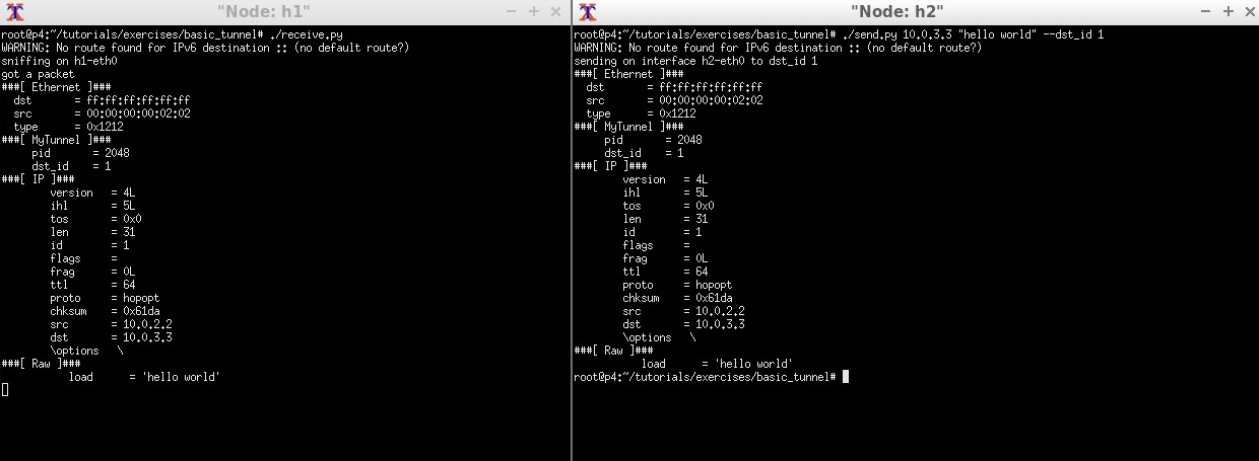 "Node: h1"
root@p4:~/tutorials/exercises/basic_tunnel# ./receive.py
WARNING: No route found for IPv6 destination :: (no default route?)
sniffing on h1-eth0
got a packet
###[ Ethernet ]###
dst = ff:ff:ff:ff:ff:ff
src = 00:00:00:00:02:02
type = 0x1212
###[ MyTunnel ]###
pid = 2048
dst_id = 1
###[ IP ]###
version = 4L
ihl = 5L
tos = 0x0
len = 31
id = 1
flags =
frag = 0L
ttl = 64
proto = hopopt
chksum = 0x61da
src = 10.0.2.2
dst = 10.0.3.3
\options \
###[ Raw ]###
load = 'hello world'
"Node: h2"
root@p4:~/tutorials/exercises/basic_tunnel# ./send.py 10.0.3.3 "hello world" --dst_id 1
WARNING: No route found for IPv6 destination :: (no default route?)
sending on interface h2-eth0 to dst_id 1
###[ Ethernet ]###
dst = ff:ff:ff:ff:ff:ff
src = 00:00:00:00:02:02
type = 0x1212
###[ MyTunnel ]###
pid = 2048
dst_id = 1
###[ IP ]###
version = 4L
ihl = 5L
tos = 0x0
len = 31
id = 1
flags =
frag = 0L
ttl = 64
proto = hopopt
chksum = 0x61da
src = 10.0.2.2
dst = 10.0.3.3
\options \
###[ Raw ]###
load = 'hello world'
root@p4:~/tutorials/exercises/basic_tunnel#